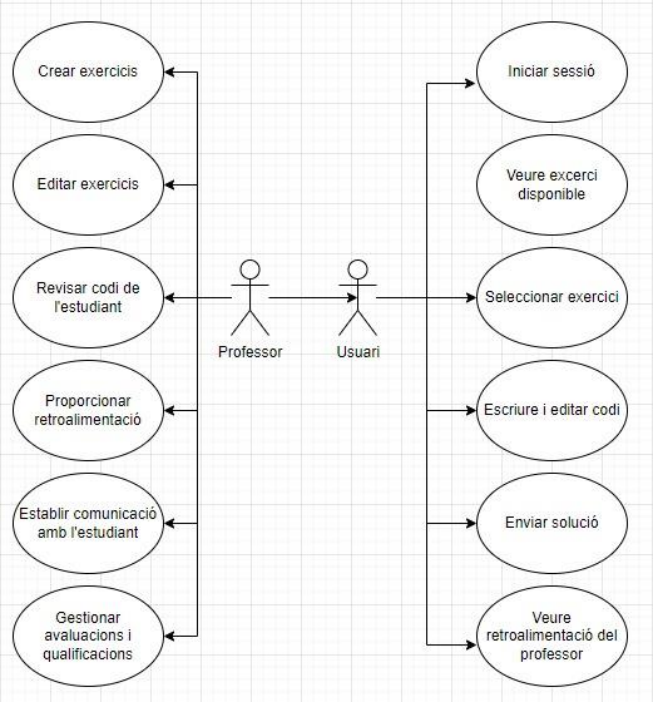 Crear exercicis
Editar exercicis
Revisar codi de
l'estudiant
Proporcionar
retroalimentació
Establir comunicació
amb l'estudiant
Gestionar
avaluacions i
qualificacions
Professor
Usuari
Iniciar sessió
Veure excerci
disponible
Seleccionar exercici
Escriure i editar codi
Enviar solució
Veure
retroalimentació del
professor